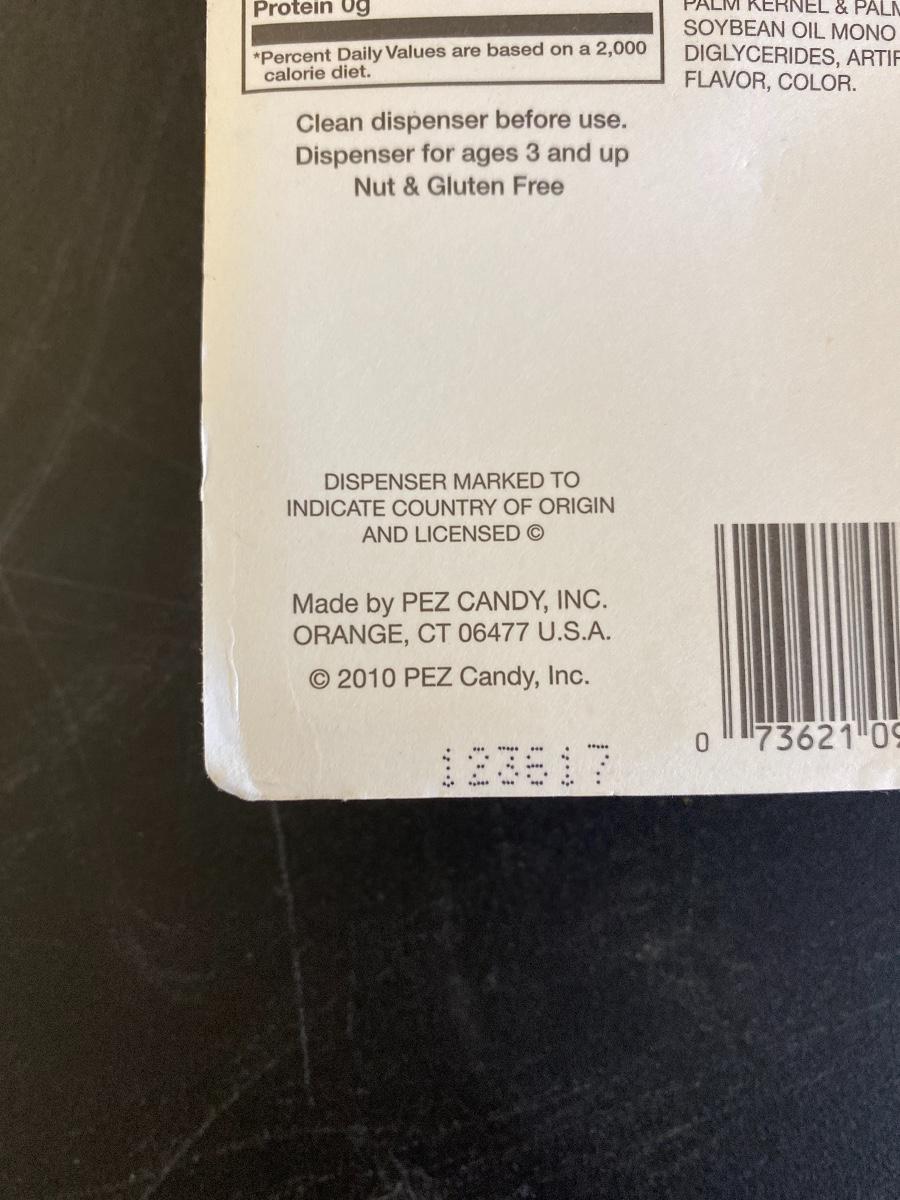 Protein 0g
*Percent Daily Values are based on a 2,000
calorie diet.
PALM KERNEL & PALM
SOYBEAN OIL MONO
DIGLYCERIDES, ARTIF
FLAVOR, COLOR.
Clean dispenser before use.
Dispenser for ages 3 and up
Nut & Gluten Free
DISPENSER MARKED TO
INDICATE COUNTRY OF ORIGIN
AND LICENSED ©
Made by PEZ CANDY, INC.
ORANGE, CT 06477 U.S.A.
© 2010 PEZ Candy, Inc.
0 73621 09
123617